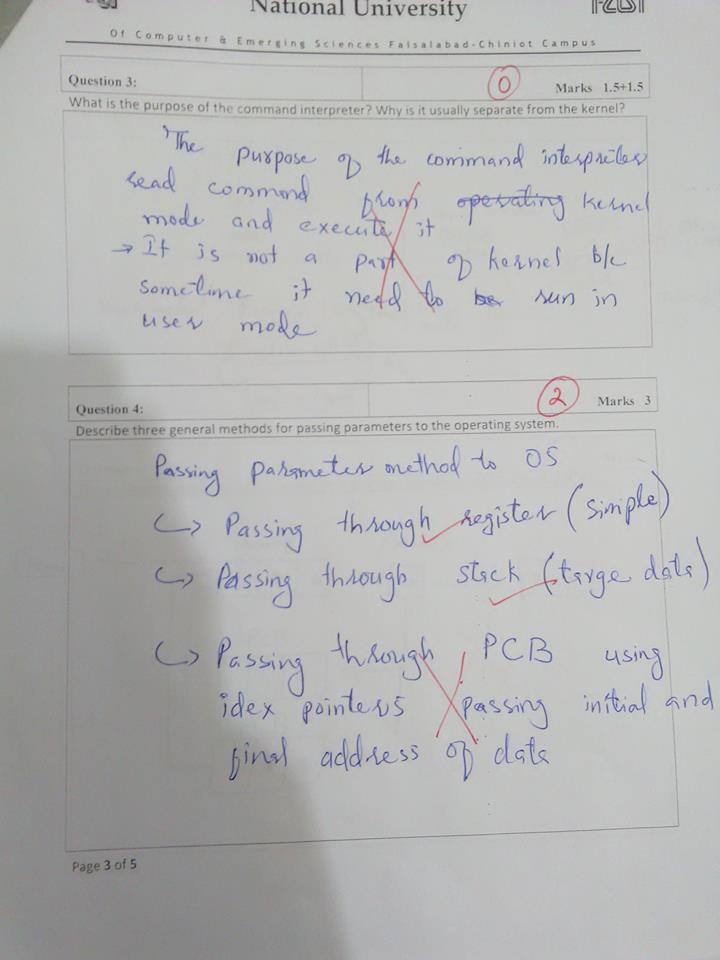 National University
Of Computer & Emerging Sciences Faisalabad-Chiniot Campus
Question 3:
0
Marks 1.5+1.5
What is the purpose of the command interpreter? Why is it usually separate from the kernel?
The purpose of the command interpreter
read command from operating kernel
mode and execute it
→ It is not a part of kernel b/c
sometime it need to be run in
user mode
Question 4:
2
Marks 3
Describe three general methods for passing parameters to the operating system.
Passing parameter method to OS
↪ Passing through register (simple)
↪ Passing through stack (large data)
↪ Passing through PCB using
idex pointers passing initial and
final address of data
Page 3 of 5